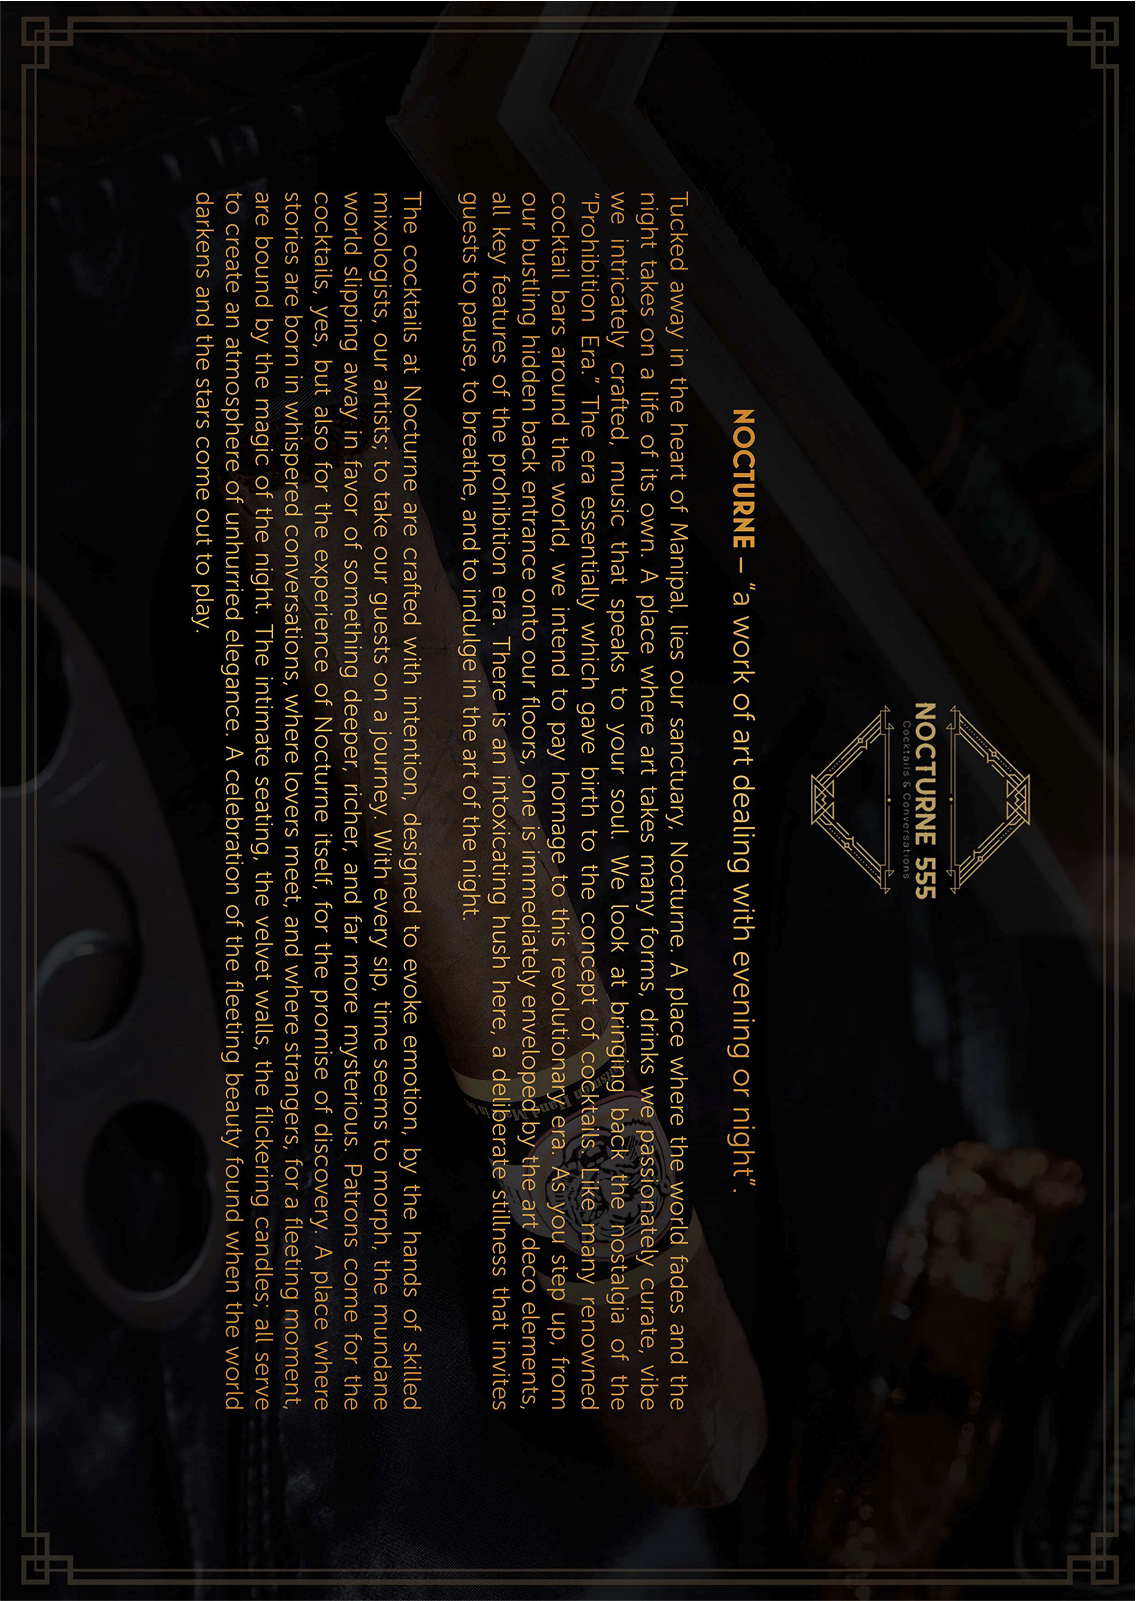 NOCTURNE 555
Cocktails & Conversations
NOCTURNE – "a work of art dealing with evening or night".
Tucked away in the heart of Manipal, lies our sanctuary, Nocturne. A place where the world fades and the
night takes on a life of its own. A place where art takes many forms, drinks we passionately curate, vibe
we intricately crafted, music that speaks to your soul. We look at bringing back the nostalgia of the
"Prohibition Era." The era essentially which gave birth to the concept of cocktails. Like many renowned
cocktail bars around the world, we intend to pay homage to this revolutionary era. As you step up, from
our bustling hidden back entrance onto our floors, one is immediately enveloped by the art deco elements,
all key features of the prohibition era. There is an intoxicating hush here, a deliberate stillness that invites
guests to pause, to breathe, and to indulge in the art of the night.
The cocktails at Nocturne are crafted with intention, designed to evoke emotion, by the hands of skilled
mixologists, our artists; to take our guests on a journey. With every sip, time seems to morph, the mundane
world slipping away in favor of something deeper, richer, and far more mysterious. Patrons come for the
cocktails, yes, but also for the experience of Nocturne itself, for the promise of discovery. A place where
stories are born in whispered conversations, where lovers meet, and where strangers, for a fleeting moment,
are bound by the magic of the night. The intimate seating, the velvet walls, the flickering candles; all serve
to create an atmosphere of unhurried elegance. A celebration of the fleeting beauty found when the world
darkens and the stars come out to play.